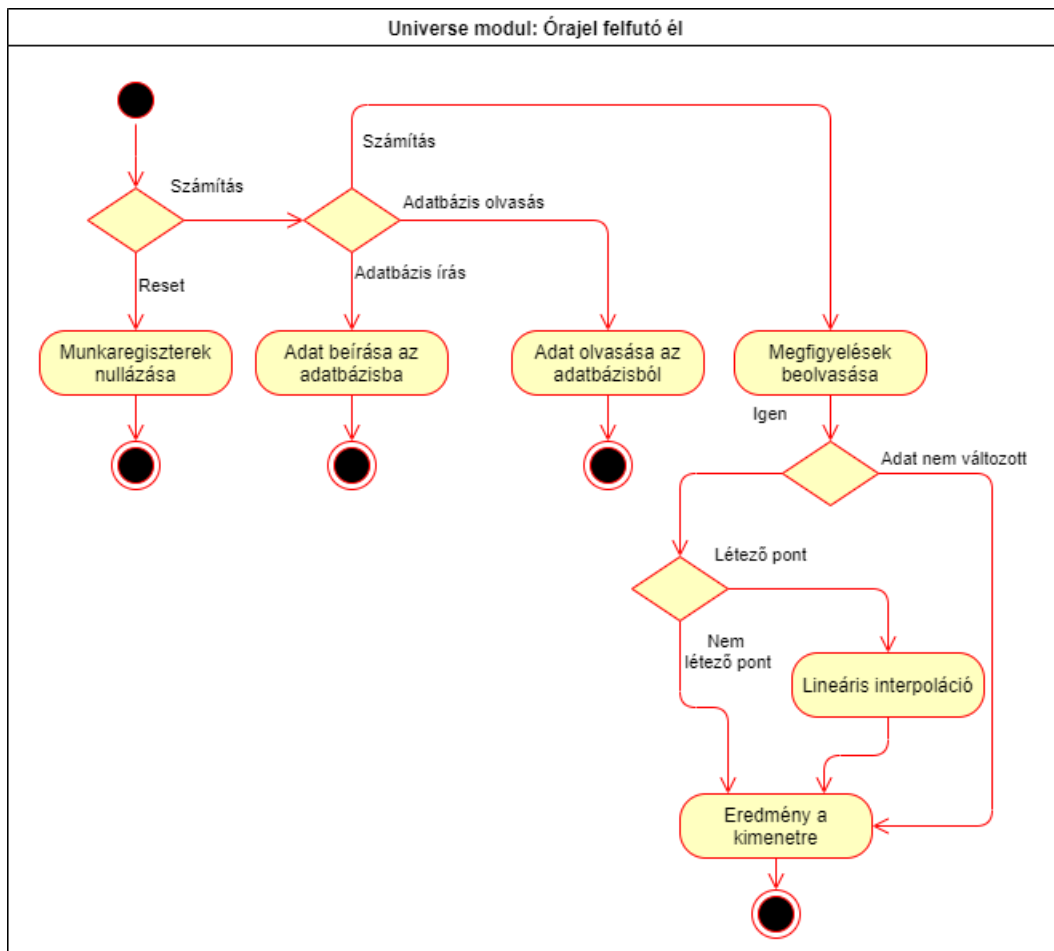 Universe modul: Órajel felfutó él
Számítás
Számítás
Adatbázis olvasás
Adatbázis írás
Reset
Munkaregiszterek
nullázása
Adat beírása az
adatbázisba
Adat olvasása az
adatbázisból
Megfigyelések
beolvasása
Igen
Adat nem változott
Létező pont
Nem
létező pont
Lineáris interpoláció
Eredmény a
kimenetre